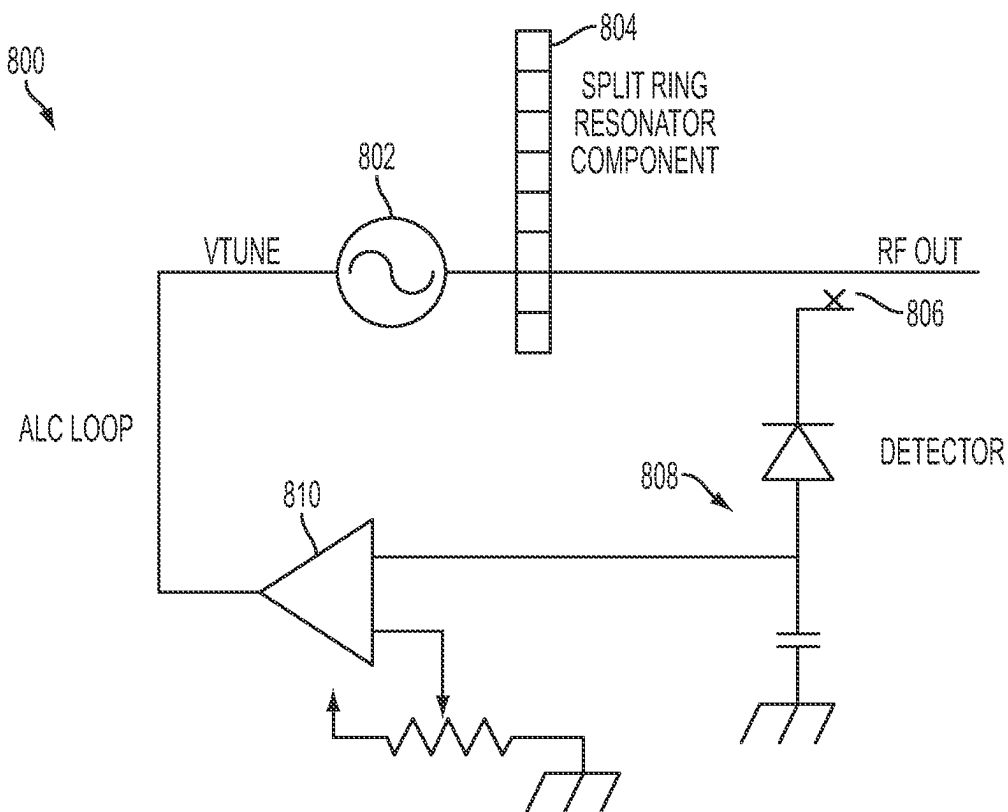 800
804
SPLIT RING
RESONATOR
COMPONENT
802
VTUNE
RF OUT
806
ALC LOOP
DETECTOR
808
810